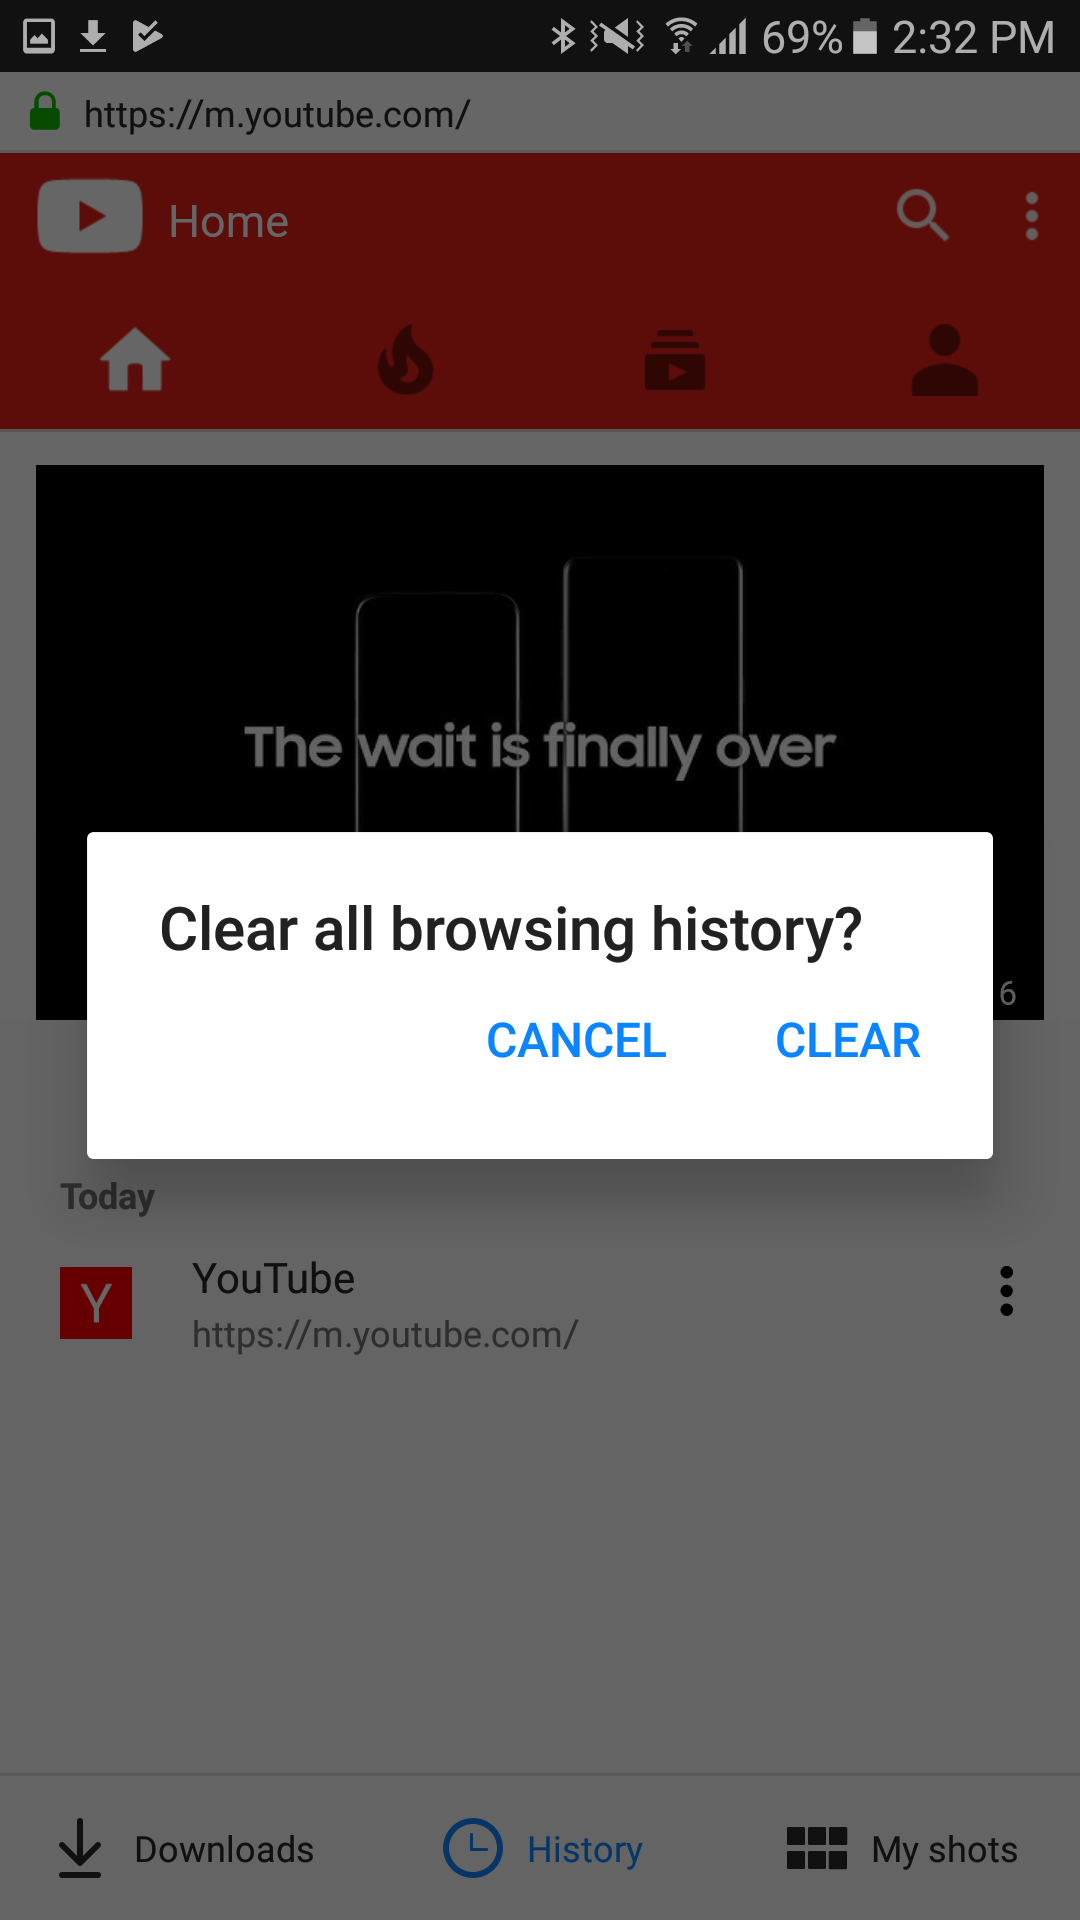 69% 2:32 PM
https://m.youtube.com/
Home
The wait is finally over
Clear all browsing history?
6
CANCEL CLEAR
Today
Y
YouTube
https://m.youtube.com/
Downloads History My shots